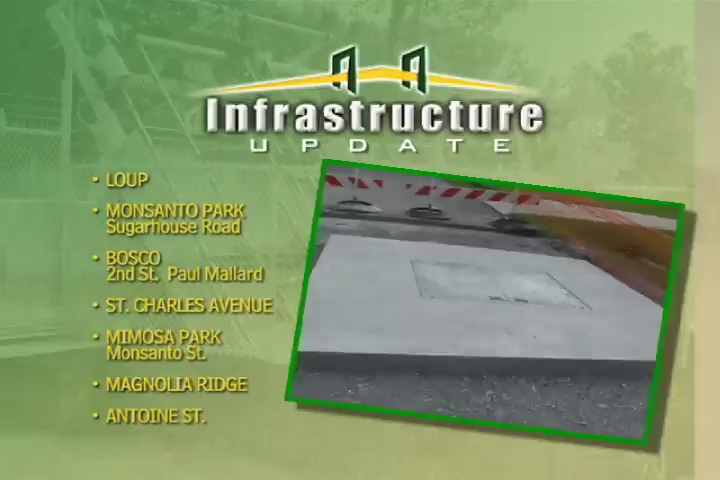 Infrastructure
UPDATE
• LOUP
• MONSANTO PARK
Sugarhouse Road
• BOSCO
2nd St. Paul Mallard
• ST. CHARLES AVENUE
• MIMOSA PARK
Monsanto St.
• MAGNOLIA RIDGE
• ANTOINE ST.